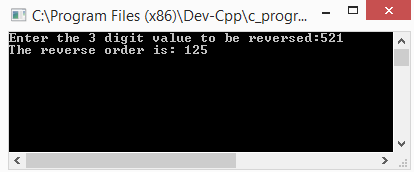 C:\Program Files (x86)\Dev-Cpp\c_progr...
Enter the 3 digit value to be reversed:521
The reverse order is: 125